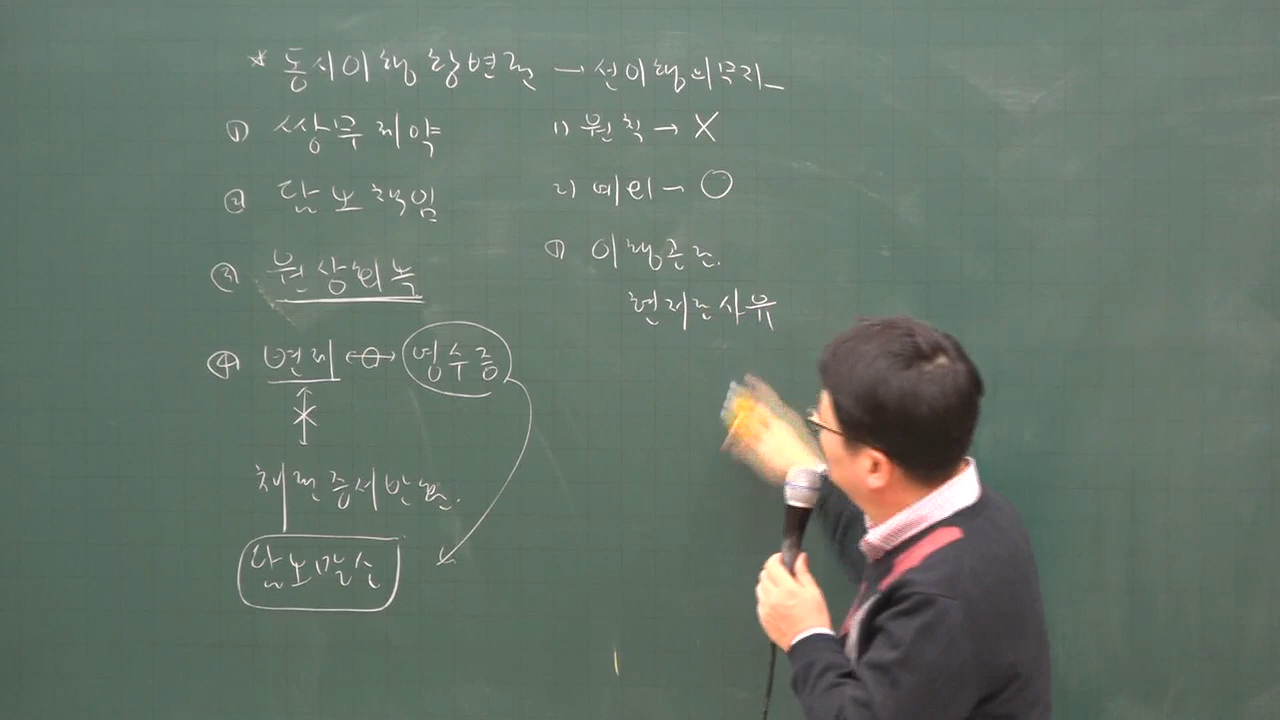 * 동시이행항변권 → 선이행의무자
① 쌍무계약
② 담보책임
③ 원상회복
④ 변제 ↔ 영수증
채권증서반환.
담보말소
1) 원칙 → X
2) 예외 → O
① 이행곤란.
현저한사유